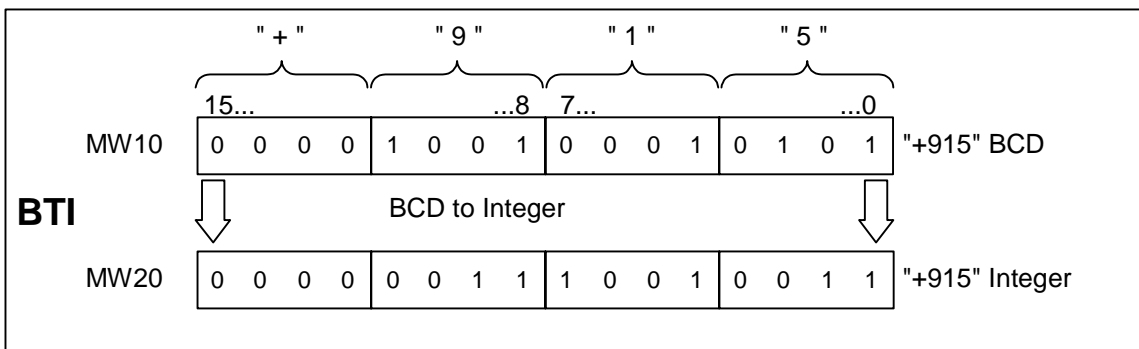 " + " " 9 " " 1 " " 5 "
15... ...8 7... ...0
MW10 0 0 0 0 1 0 0 1 0 0 0 1 0 1 0 1 "+915" BCD
BTI BCD to Integer
MW20 0 0 0 0 0 0 1 1 1 0 0 1 0 0 1 1 "+915" Integer